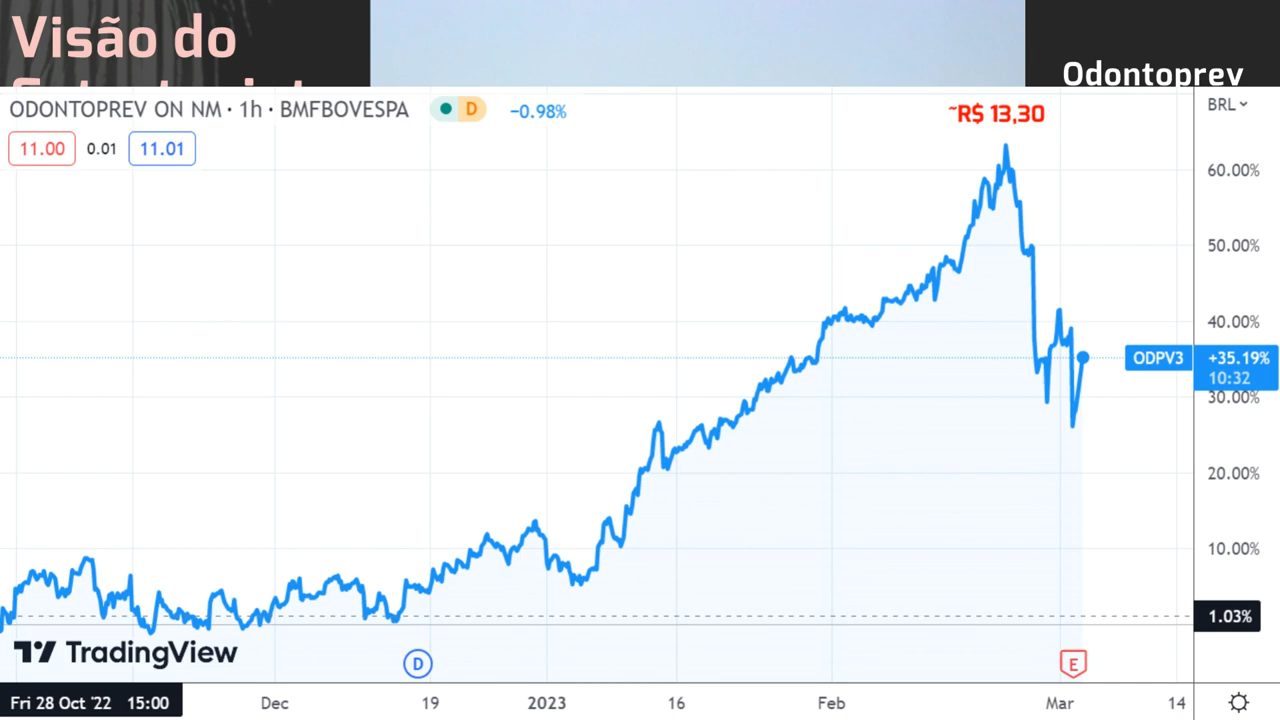 Visão do
Odontoprev
ODONTOPREV ON NM · 1h · BMFBOVESPA D −0.98%
BRL
~R$ 13,30
11.00 0.01 11.01
60.00%
50.00%
40.00%
ODPV3 +35.19%
10:32
30.00%
20.00%
10.00%
1.03%
TradingView
D
E
Fri 28 Oct '22 15:00 Dec 19 2023 16 Feb Mar 14